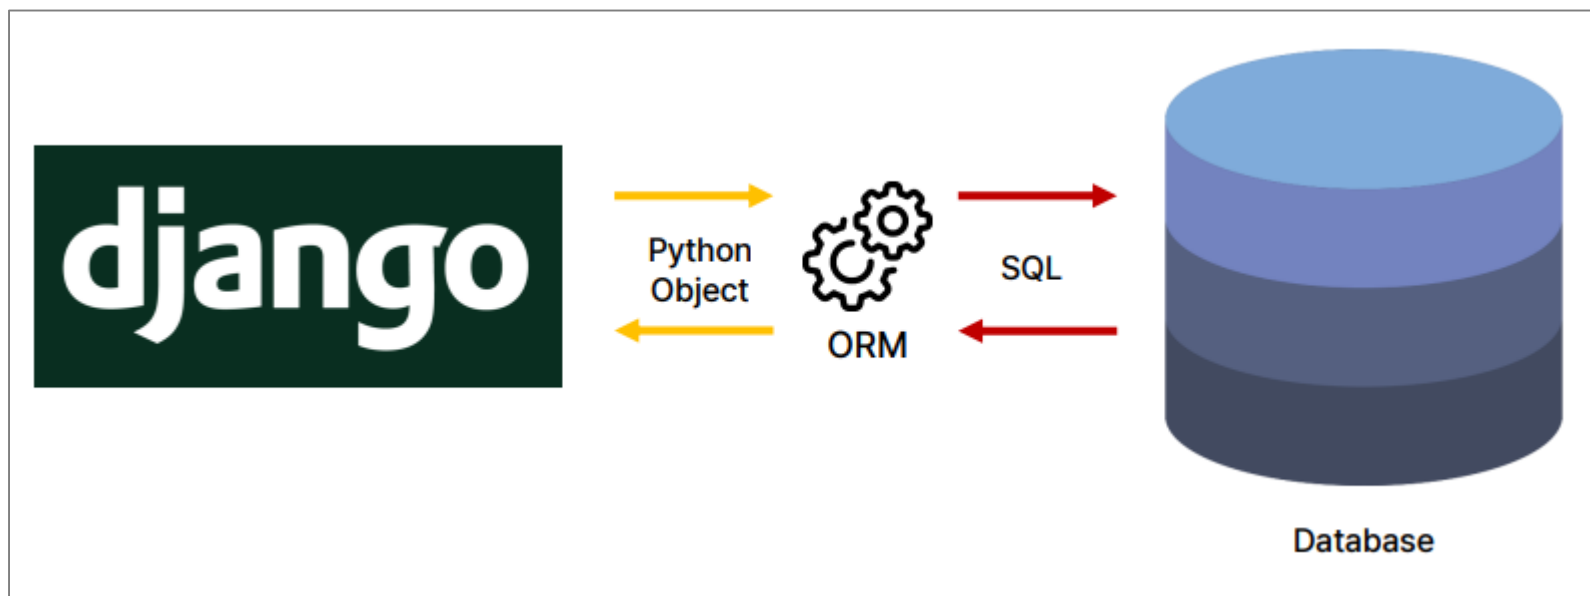 django
Python
Object
ORM
SQL
Database